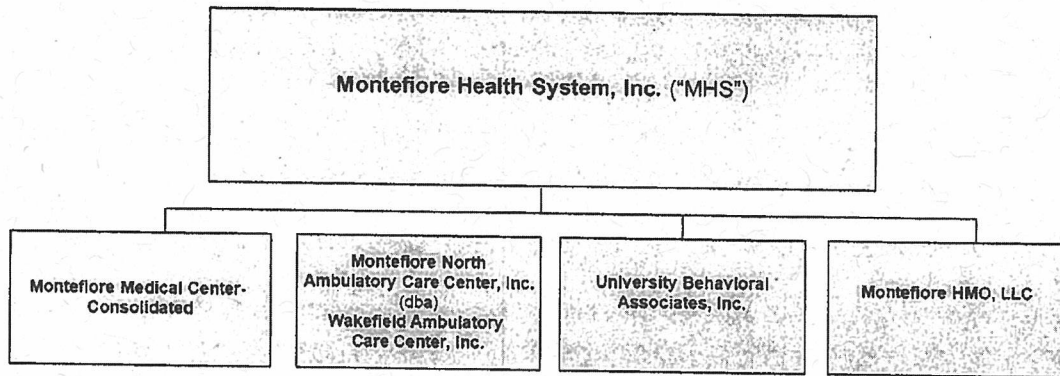 Montefiore Health System, Inc. ("MHS")
Montefiore Medical Center-
Consolidated
Montefiore North
Ambulatory Care Center, Inc.
(dba)
Wakefield Ambulatory
Care Center, Inc.
University Behavioral
Associates, Inc.
Montefiore HMO, LLC